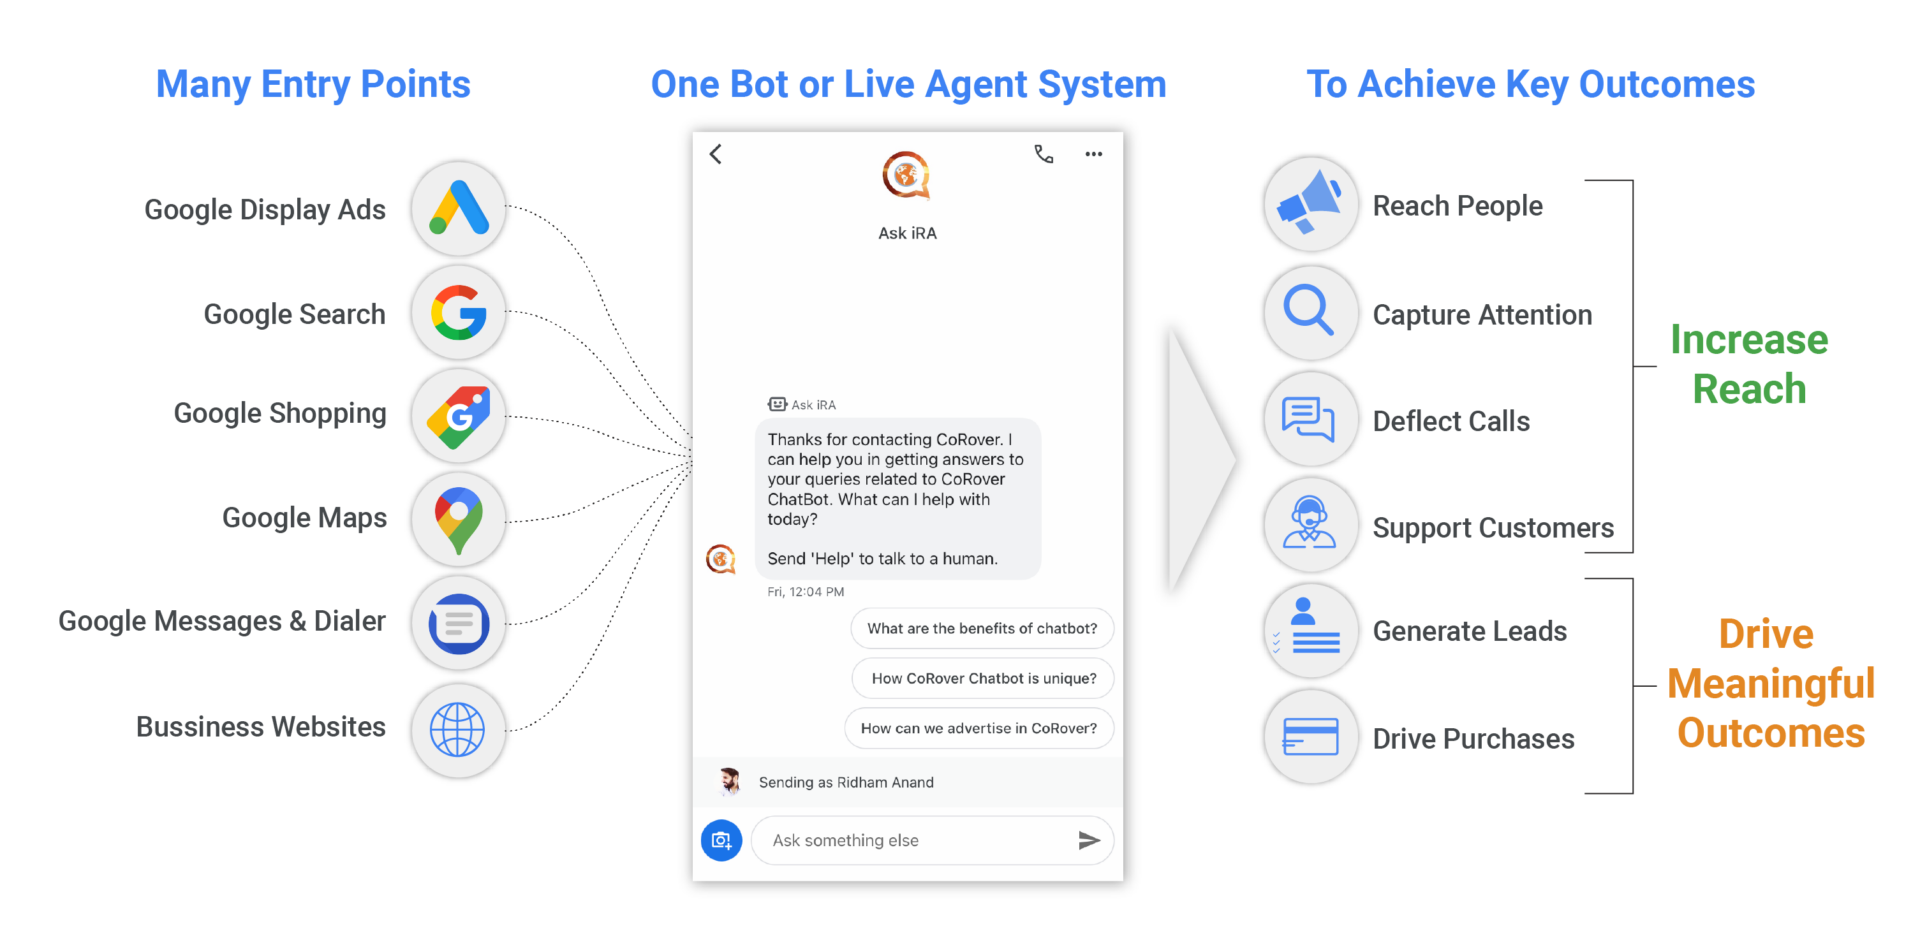 Many Entry Points
Google Display Ads
Google Search
Google Shopping
Google Maps
Google Messages & Dialer
Bussiness Websites
One Bot or Live Agent System
Ask iRA
Ask iRA
Thanks for contacting CoRover. I
can help you in getting answers to
your queries related to CoRover
ChatBot. What can I help with
today?
Send 'Help' to talk to a human.
Fri, 12:04 PM
What are the benefits of chatbot?
How CoRover Chatbot is unique?
How can we advertise in CoRover?
Sending as Ridham Anand
Ask something else
To Achieve Key Outcomes
Reach People
Capture Attention
Deflect Calls
Support Customers
Generate Leads
Drive Purchases
Increase
Reach
Drive
Meaningful
Outcomes